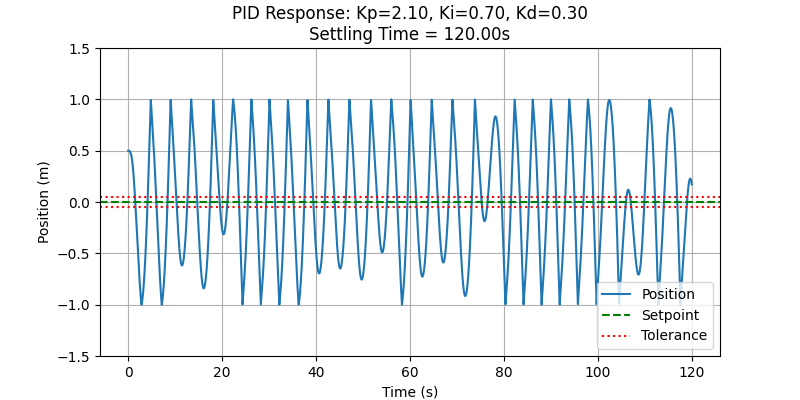 PID Response: Kp=2.10, Ki=0.70, Kd=0.30
Settling Time = 120.00s
1.5
1.0
0.5
0.0
−0.5
−1.0
−1.5
Position (m)
Position
Setpoint
Tolerance
0 20 40 60 80 100 120
Time (s)